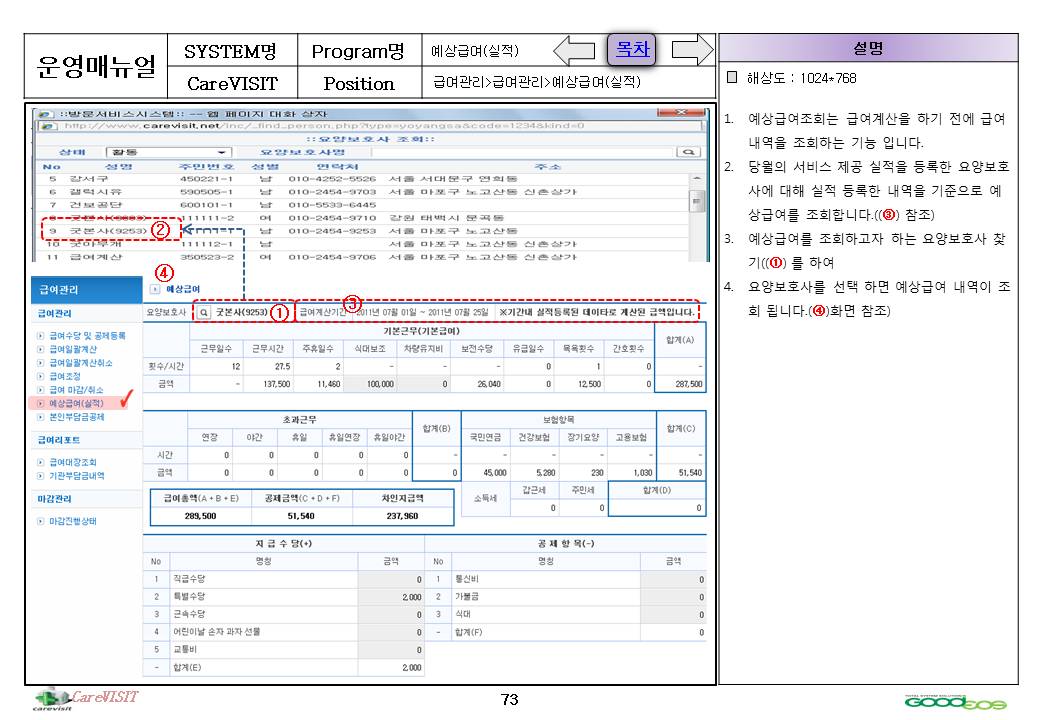 운영매뉴얼
SYSTEM명 Program명 예상급여(실적) 목차
CareVISIT Position 급여관리>급여관리>예상급여(실적)
설명
□ 해상도 : 1024*768
1. 예상급여조회는 급여계산을 하기 전에 급여
내역을 조회하는 기능 입니다.
2. 당월의 서비스 제공 실적을 등록한 요양보호
사에 대해 실적 등록한 내역을 기준으로 예
상급여를 조회합니다.((③) 참조)
3. 예상급여를 조회하고자 하는 요양보호사 찾
기((①) 를 하여
4. 요양보호사를 선택 하면 예상급여 내역이 조
회 됩니다.(④화면 참조)
::방문서비스시스템:: -- 웹 페이지 대화 상자
http://www.carevisit.net/inc/_find_person.php?type=yoyangsa&code=1234&kind=0
::요양보호사 조회::
상태 활동 요양보호사명
No 성명 주민번호 성별 연락처 주소
5 강서구 450221-1 남 010-4252-5526 서울 서대문구 연희동
6 갤럭시유 590505-1 남 010-2454-9703 서울 마포구 노고산동 신촌상가
7 건보공단 600101-1 남 010-5533-6445
111111-2 여 010-2454-9710 강원 태백시 문곡동
9 굿본사(9253) ② 남 010-2454-9253 서울 마포구 노고산동
10 굿아무개 111112-1 남 서울 마포구 노고산동 신촌상가
11 급여계산 350523-2 여 010-2454-9706 서울 마포구 노고산동 신촌상가
④
급여관리
예상급여
급여관리
급여수당 및 공제등록
급여일괄계산
급여일괄계산취소
급여조정
급여 마감/취소
예상급여(실적)
본인부담금공제
급여리포트
급여대장조회
기관부담금내역
마감관리
마감진행상태
요양보호사 굿본사(9253) ① ③ 급여계산기간 2011년 07월 01일 ~ 2011년 07월 25일 ※기간내 실적등록된 데이타로 계산된 금액입니다.
기본근무(기본급여) 합계(A)
근무일수 근무시간 주휴일수 식대보조 차량유지비 보전수당 유급일수 목욕횟수 간호횟수
횟수/시간 12 27.5 2 - - - 0 1 0 -
금액 - 137,500 11,460 100,000 0 26,040 0 12,500 0 287,500
초과근무 합계(B) 보험항목 합계(C)
연장 야간 휴일 휴일연장 휴일야간 국민연금 건강보험 장기요양 고용보험
시간 0 0 0 0 0 - - - - - -
금액 0 0 0 0 0 0 45,000 5,280 230 1,030 51,540
급여총액(A + B + E) 공제금액(C + D + F) 차인지급액
289,500 51,540 237,960
소득세 갑근세 주민세 합계(D)
0 0 0
지 급 수 당(+) 공 제 항 목(-)
No 명칭 금액 No 명칭 금액
1 직급수당 0 1 통신비 0
2 특별수당 2,000 2 가불금 0
3 근속수당 0 3 식대 0
4 어린이날 손자 과자 선물 0 - 합계(F) 0
5 교통비 0
- 합계(E) 2,000
CareVISIT
carevisit
73
TOTAL SYSTEM SOLUTIONS
GOODEOS